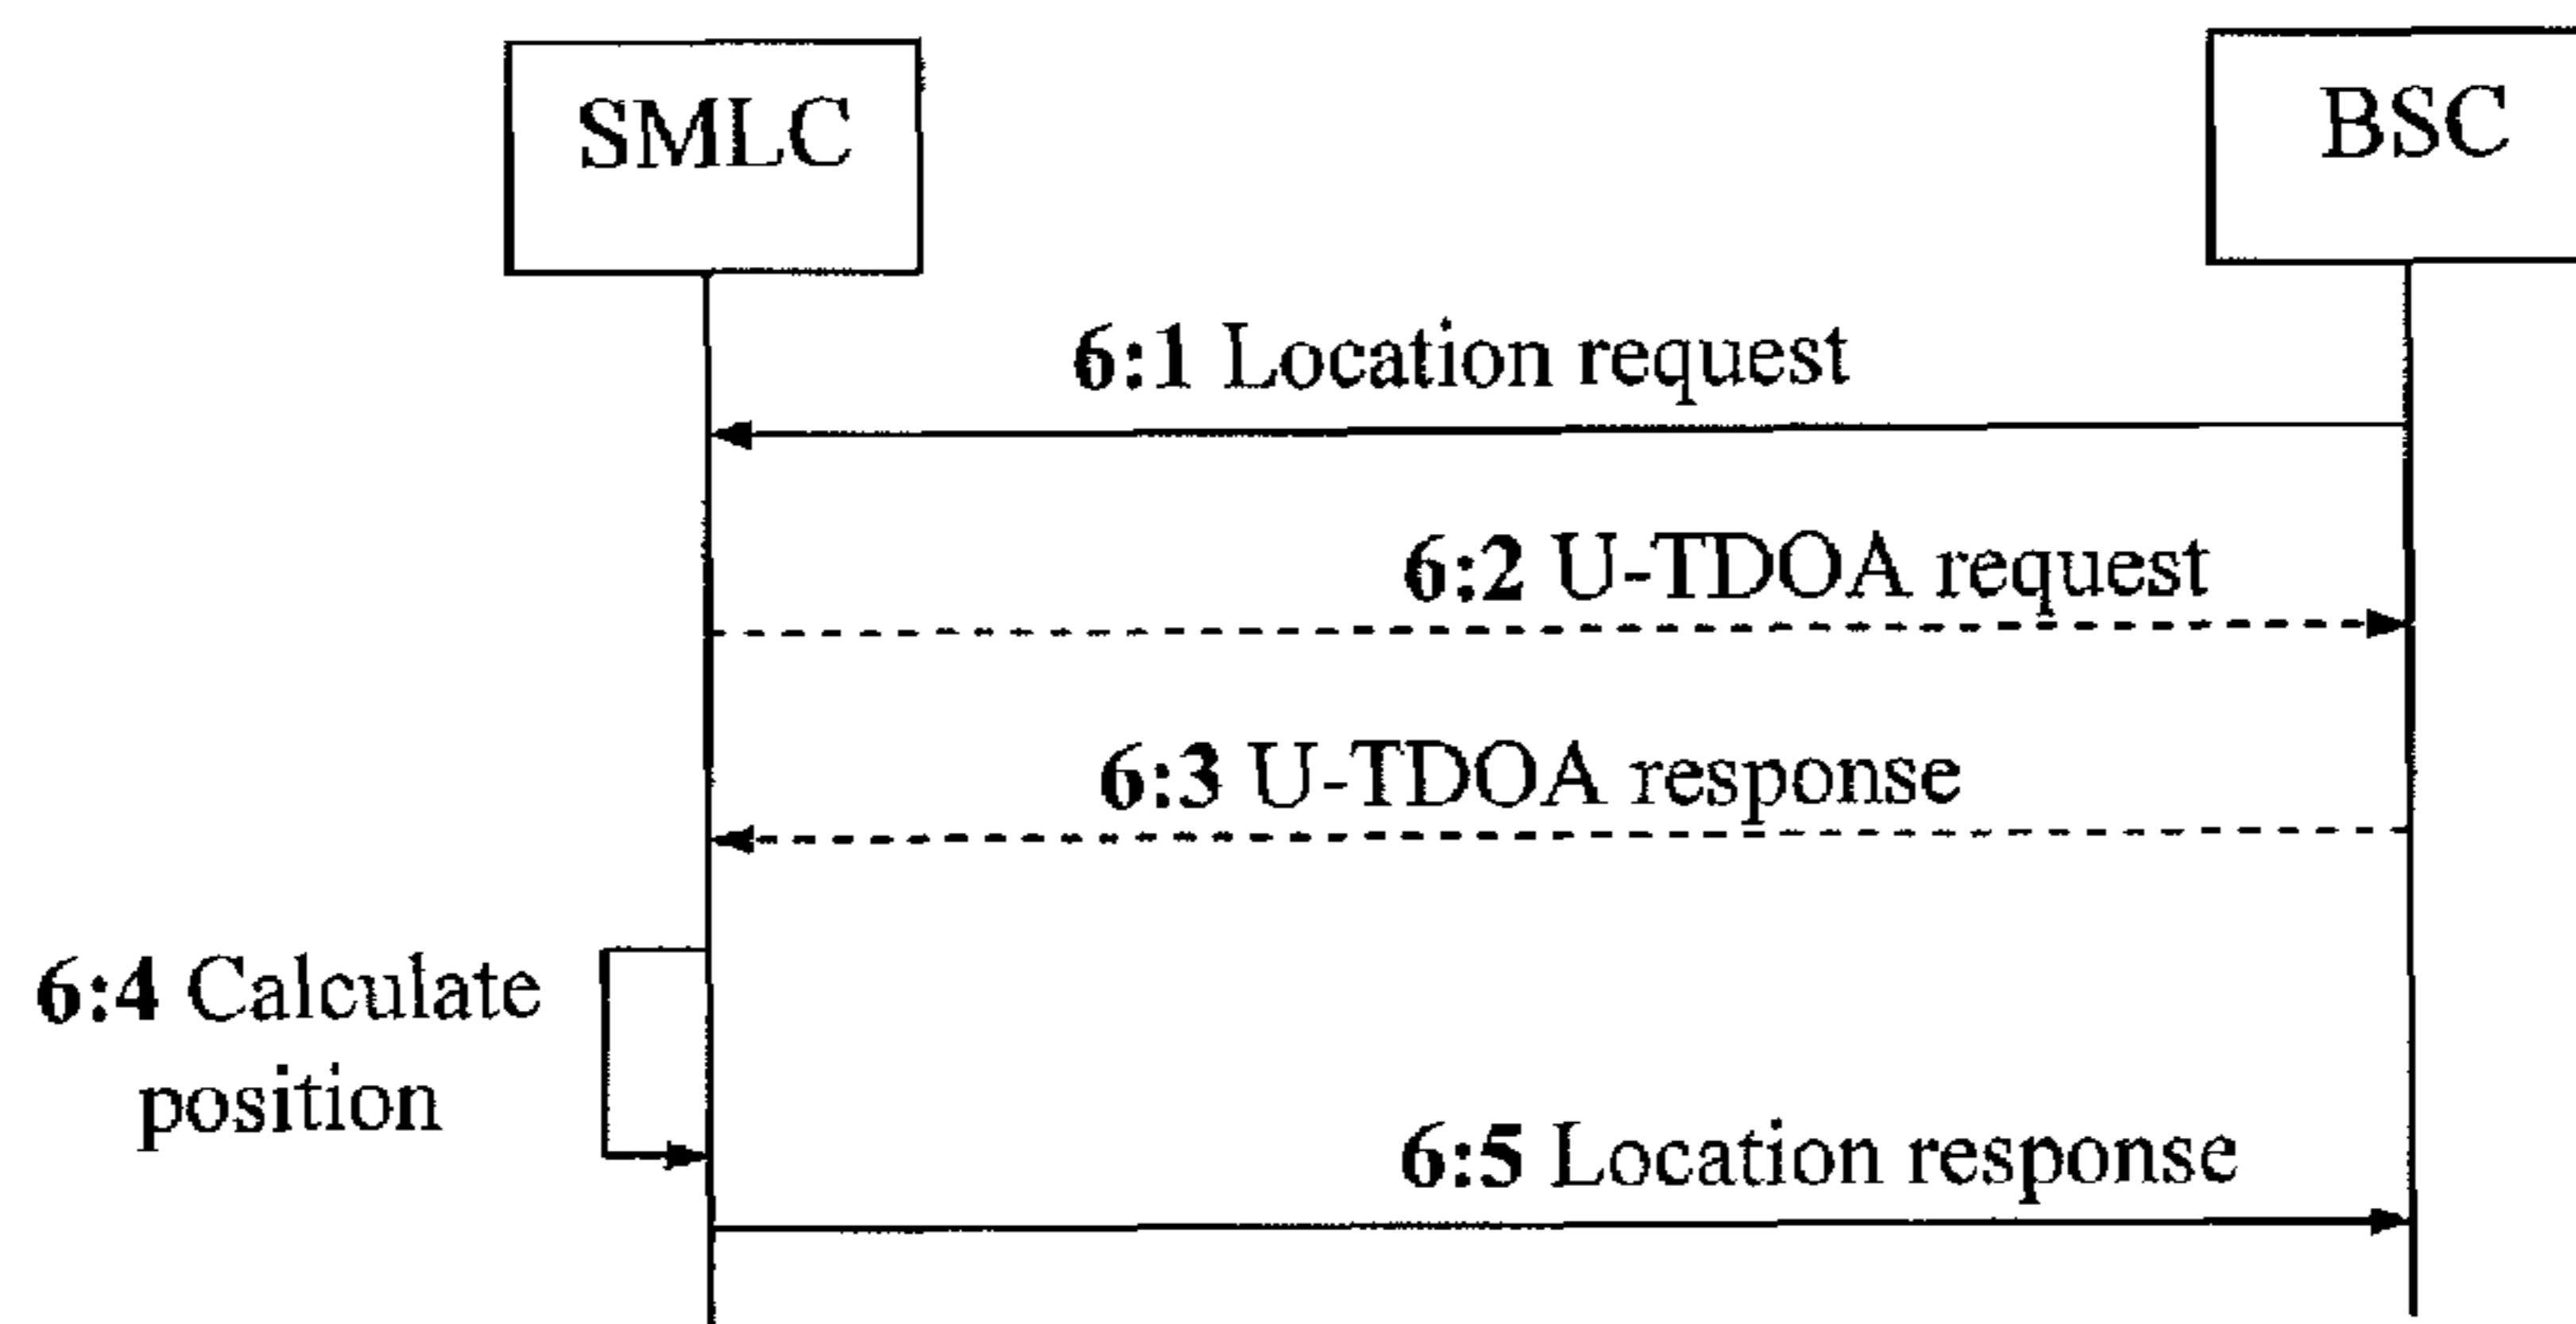 SMLC
BSC
6:1 Location request
6:2 U-TDOA request
6:3 U-TDOA response
6:4 Calculate
position
6:5 Location response